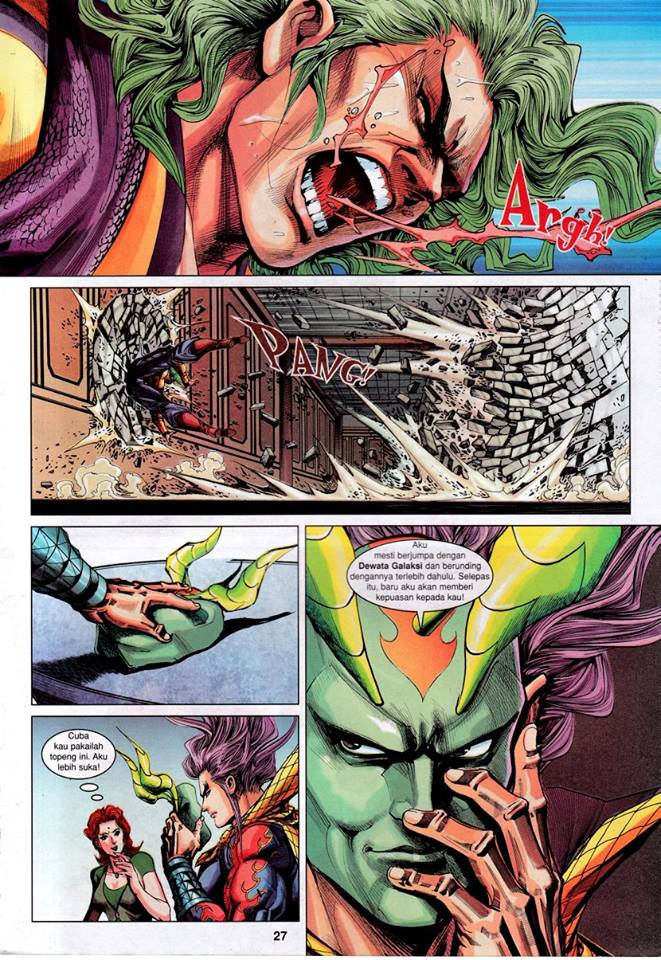 Argh!
PANG!
Cuba
kau pakailah
topeng ini. Aku
lebih suka!
Aku
mesti berjumpa dengan
Dewata Galaksi dan berunding
dengannya terlebih dahulu. Selepas
itu, baru aku akan memberi
kepuasan kepada kau!
27